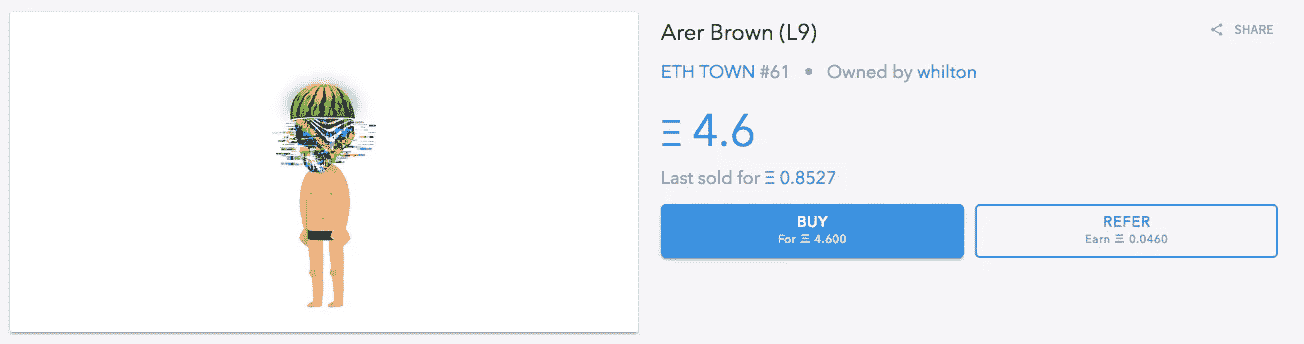 Arer Brown (L9)
SHARE
ETH TOWN #61 • Owned by whilton
Ξ 4.6
Last sold for Ξ 0.8527
BUY
For Ξ 4.600
REFER
Earn Ξ 0.0460